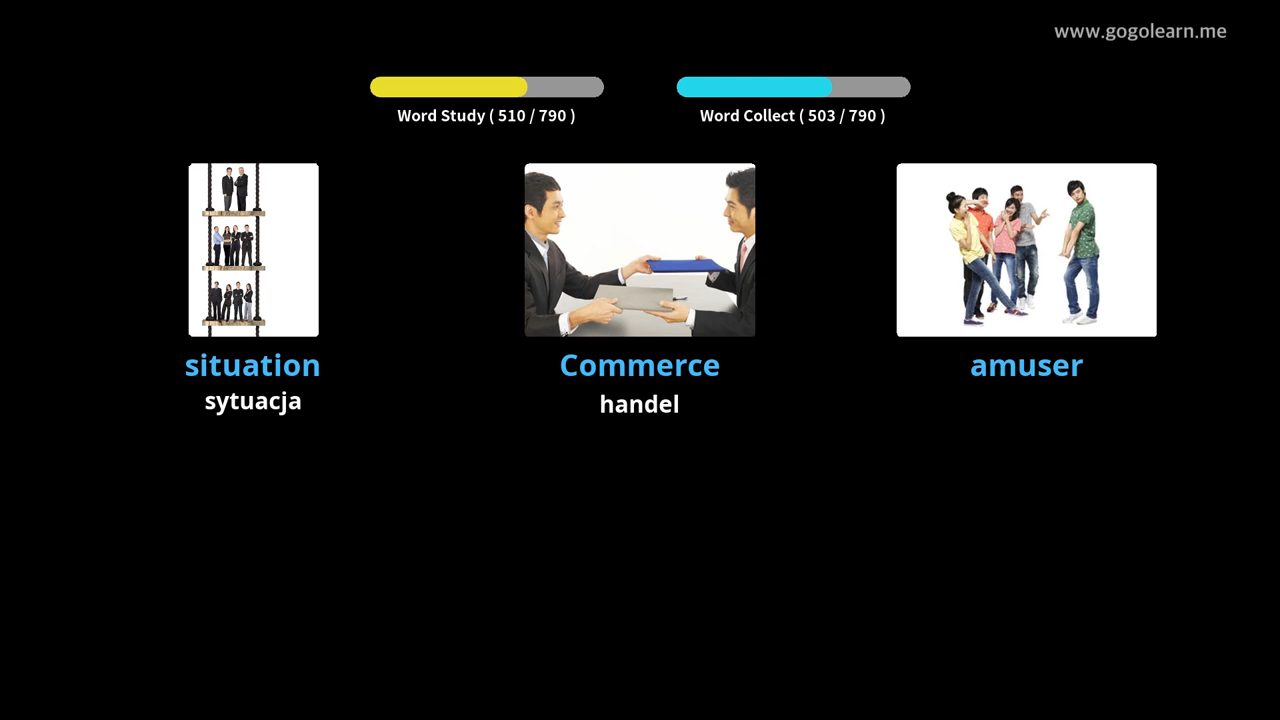 www.gogolearn.me
Word Study ( 510 / 790 )
Word Collect ( 503 / 790 )
situation
sytuacja
Commerce
handel
amuser